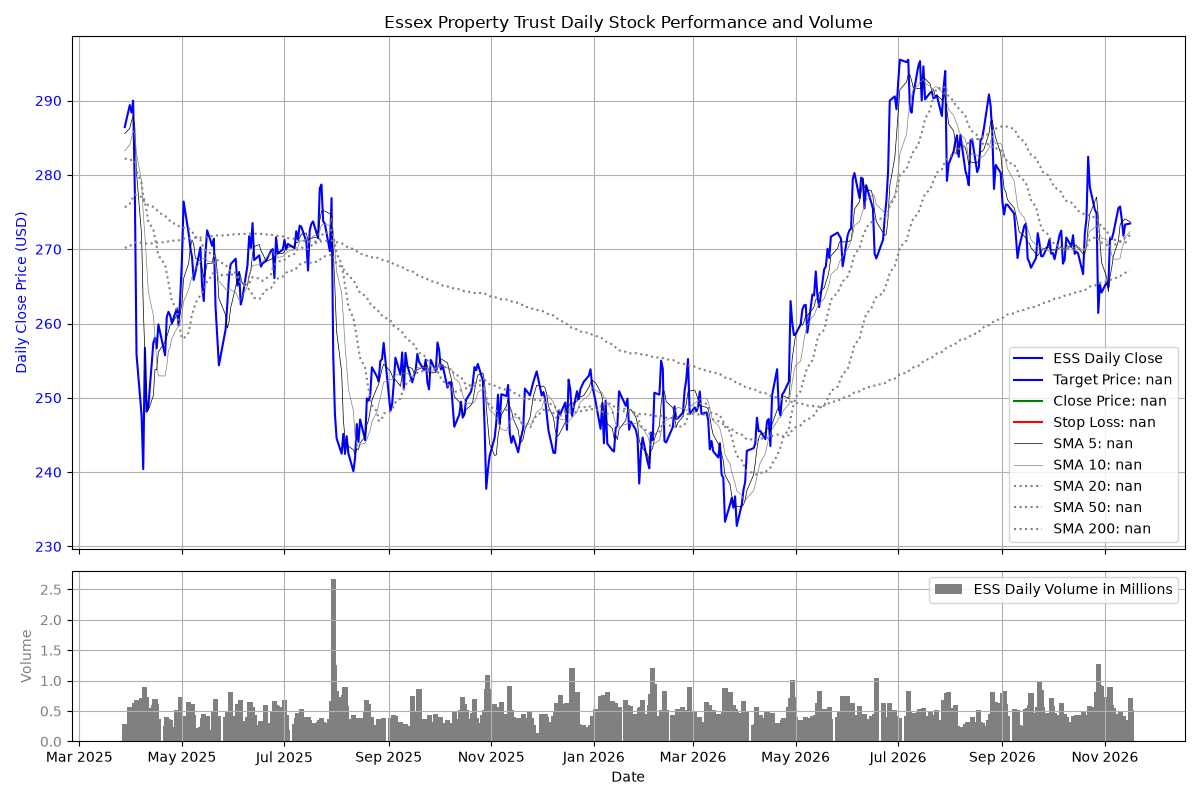 Essex Property Trust Daily Stock Performance and Volume
Daily Close Price (USD)
290
280
270
260
250
240
230
ESS Daily Close
Target Price: nan
Close Price: nan
Stop Loss: nan
SMA 5: nan
SMA 10: nan
SMA 20: nan
SMA 50: nan
SMA 200: nan
Volume
2.5
2.0
1.5
1.0
0.5
0.0
ESS Daily Volume in Millions
Mar 2025 May 2025 Jul 2025 Sep 2025 Nov 2025 Jan 2026 Mar 2026 May 2026 Jul 2026 Sep 2026 Nov 2026
Date